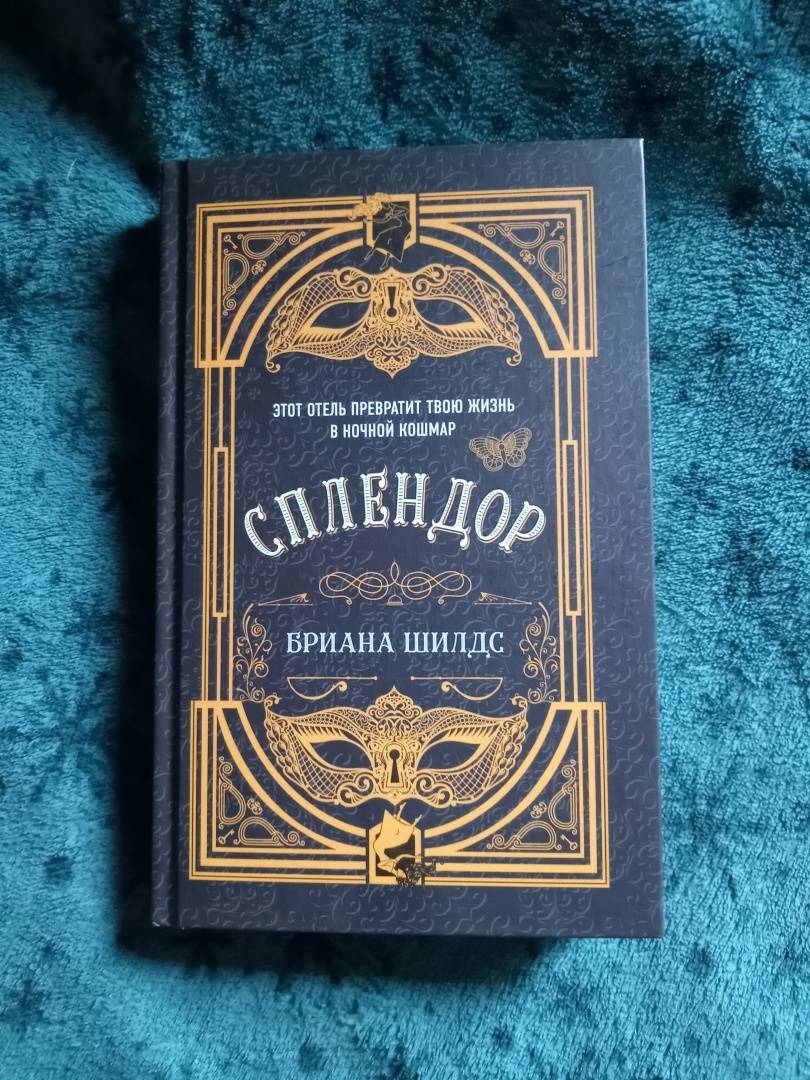 ЭТОТ ОТЕЛЬ ПРЕВРАТИТ ТВОЮ ЖИЗНЬ
В НОЧНОЙ КОШМАР
СПЛЕНДОР
БРИАНА ШИЛДС